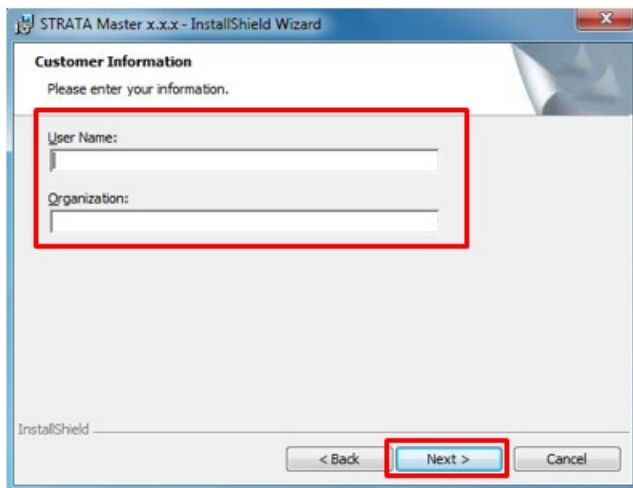 STRATA Master x.x.x - InstallShield Wizard
Customer Information
Please enter your information.
User Name:
Organization:
InstallShield
< Back
Next >
Cancel